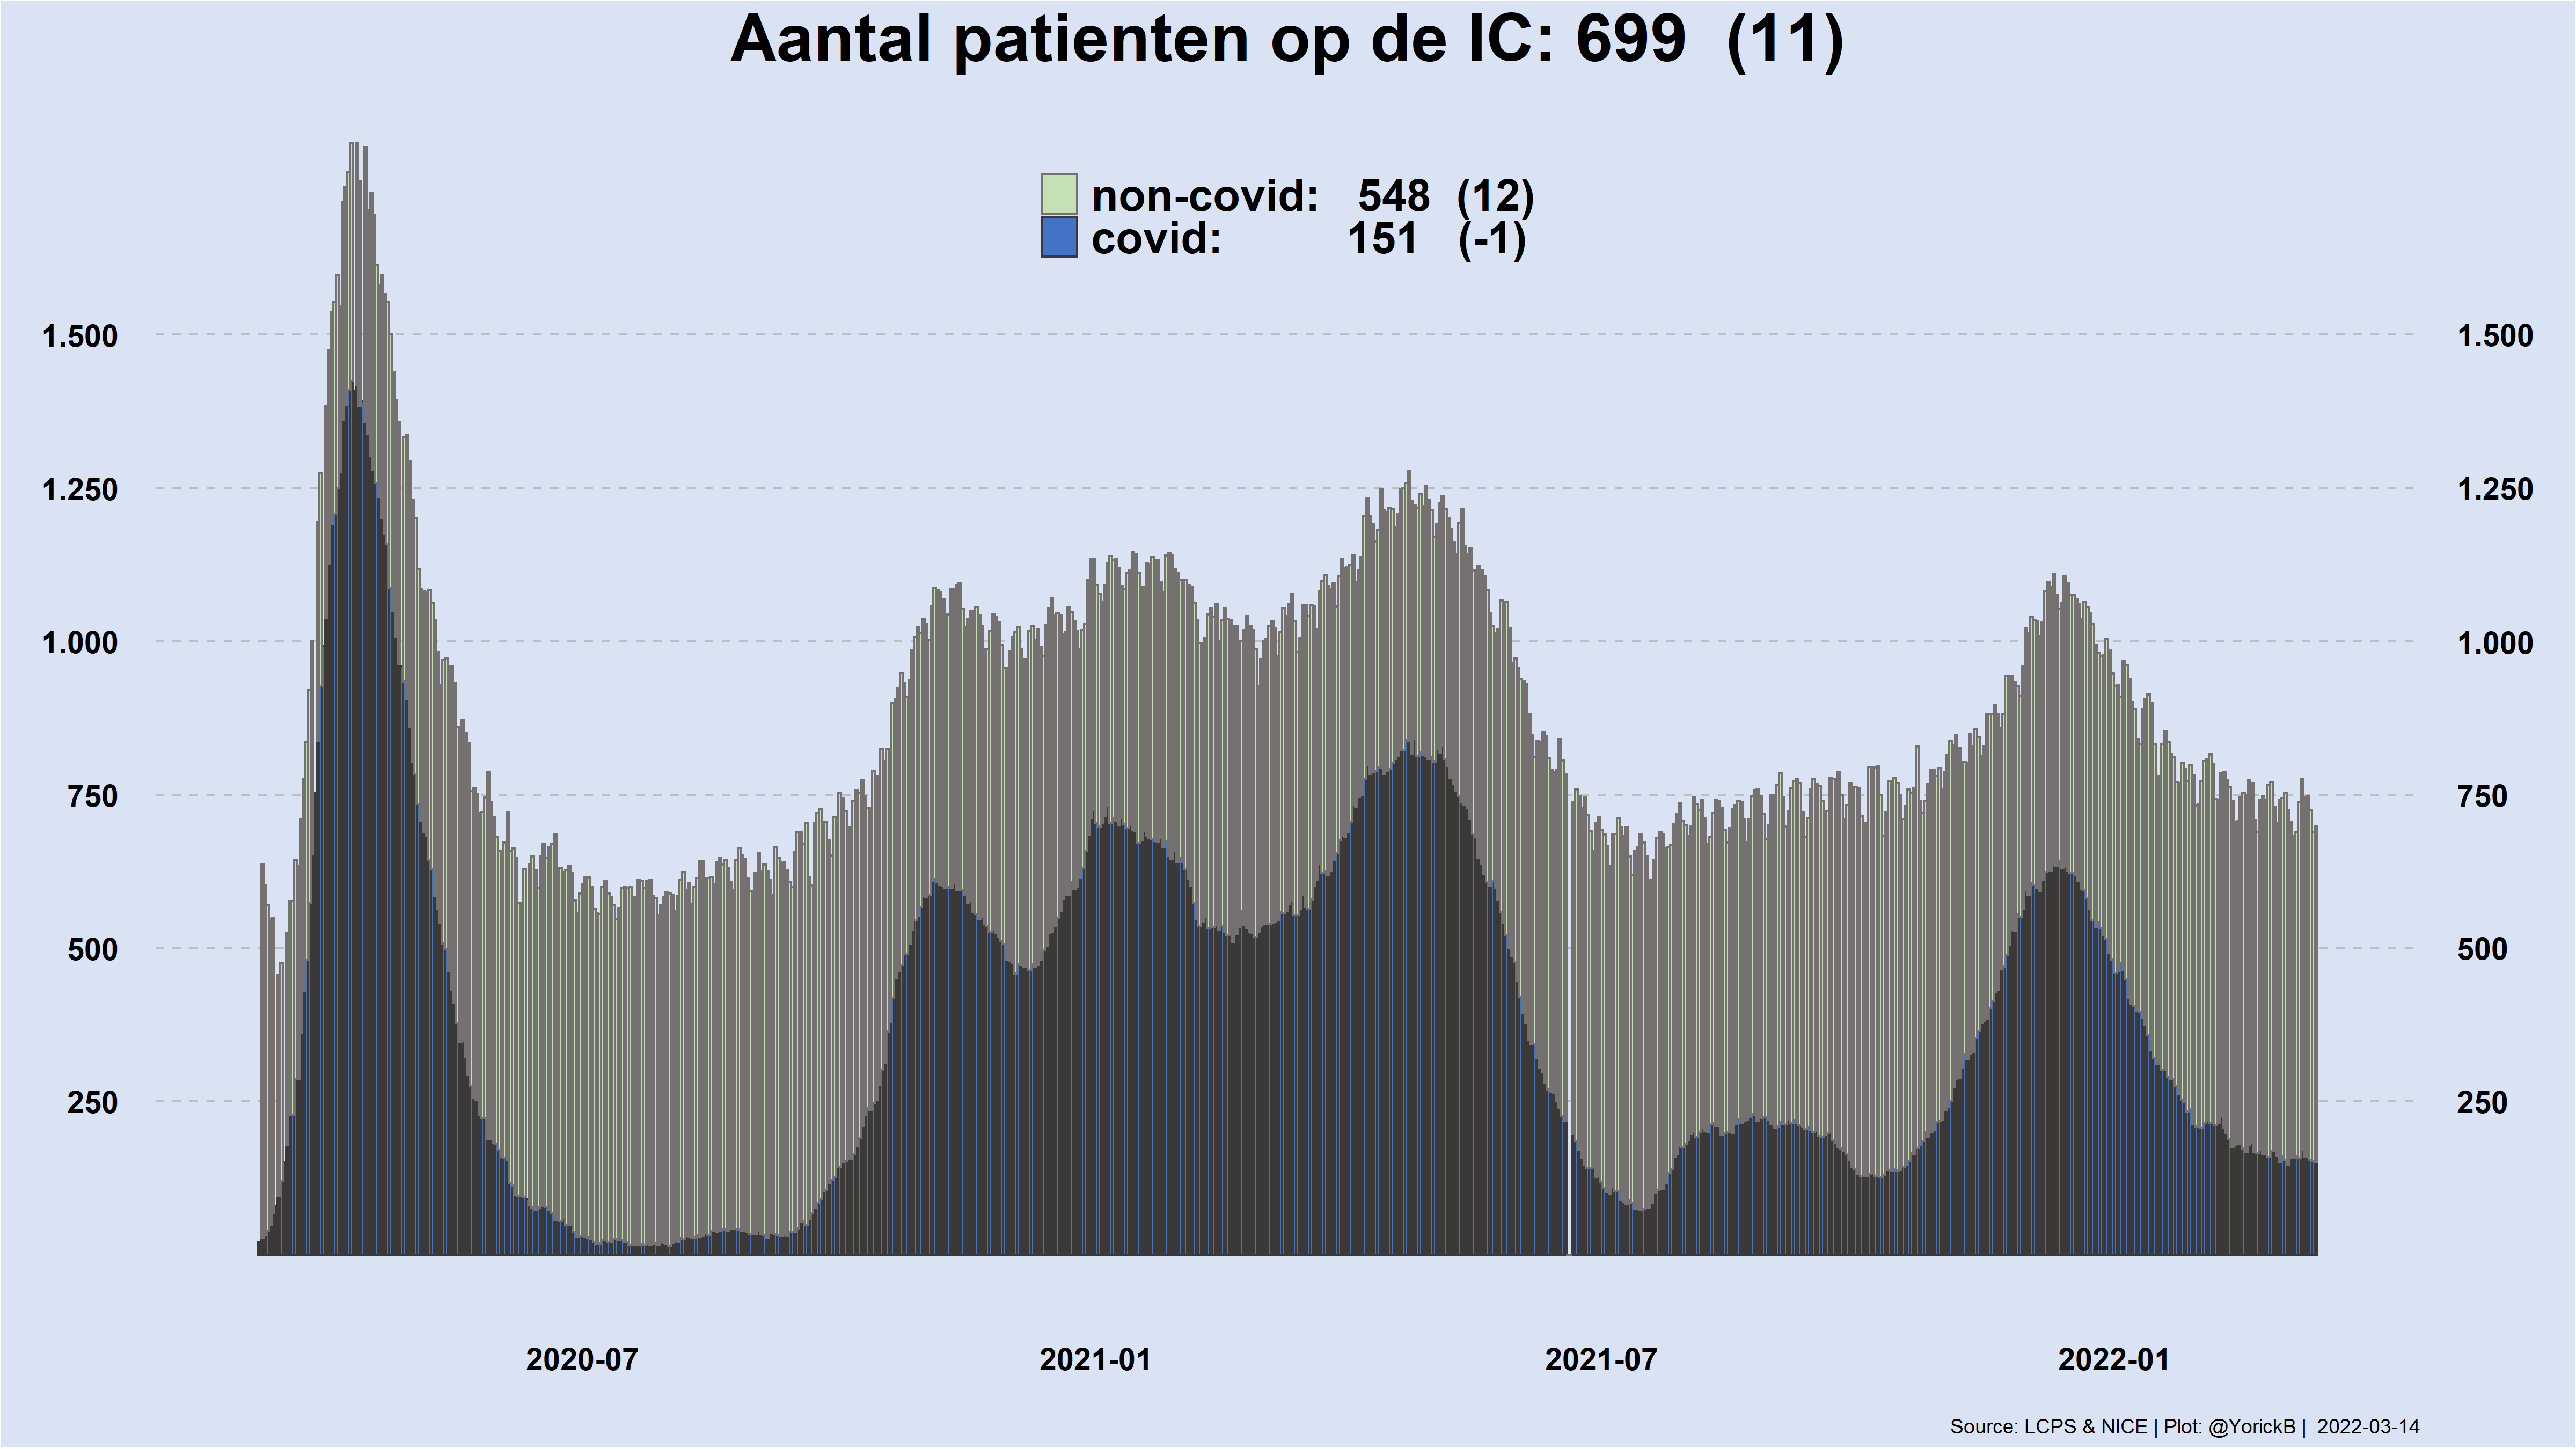 Aantal patienten op de IC: 699 (11)
non-covid: 548 (12)
covid: 151 (-1)
1.500 1.500
1.250 1.250
1.000 1.000
750 750
500 500
250 250
2020-07 2021-01 2021-07 2022-01
Source: LCPS & NICE | Plot: @YorickB | 2022-03-14